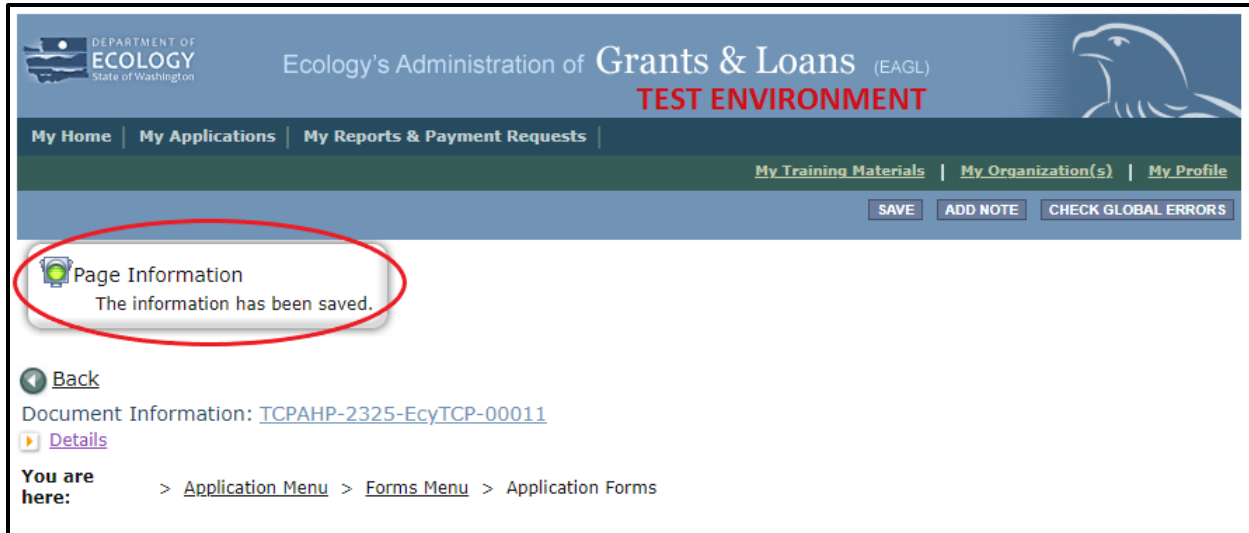 DEPARTMENT OF
ECOLOGY
State of Washington
Ecology's Administration of Grants & Loans (EAGL)
TEST ENVIRONMENT
My Home | My Applications | My Reports & Payment Requests |
My Training Materials | My Organization(s) | My Profile
SAVE ADD NOTE CHECK GLOBAL ERRORS
Page Information
The information has been saved.
Back
Document Information: TCPAHP-2325-EcyTCP-00011
Details
You are here: > Application Menu > Forms Menu > Application Forms